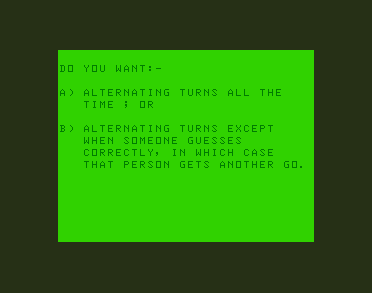 DO YOU WANT:-
A) ALTERNATING TURNS ALL THE
TIME ; OR
B) ALTERNATING TURNS EXCEPT
WHEN SOMEONE GUESSES
CORRECTLY, IN WHICH CASE
THAT PERSON GETS ANOTHER GO.